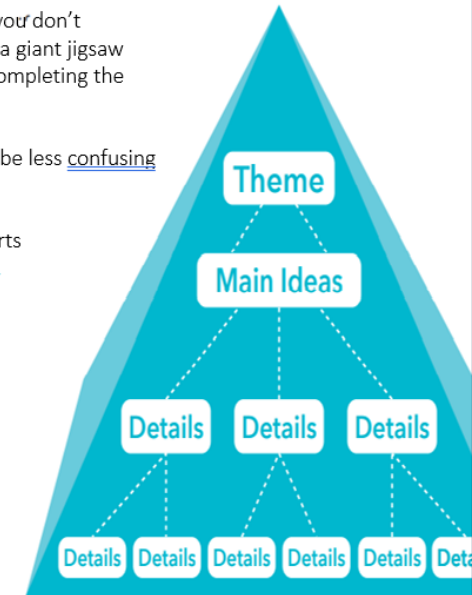 you don't
a giant jigsaw
ompleting the
be less confusing
rts
Theme
Main Ideas
Details Details Details
Details Details Details Details Details Deta